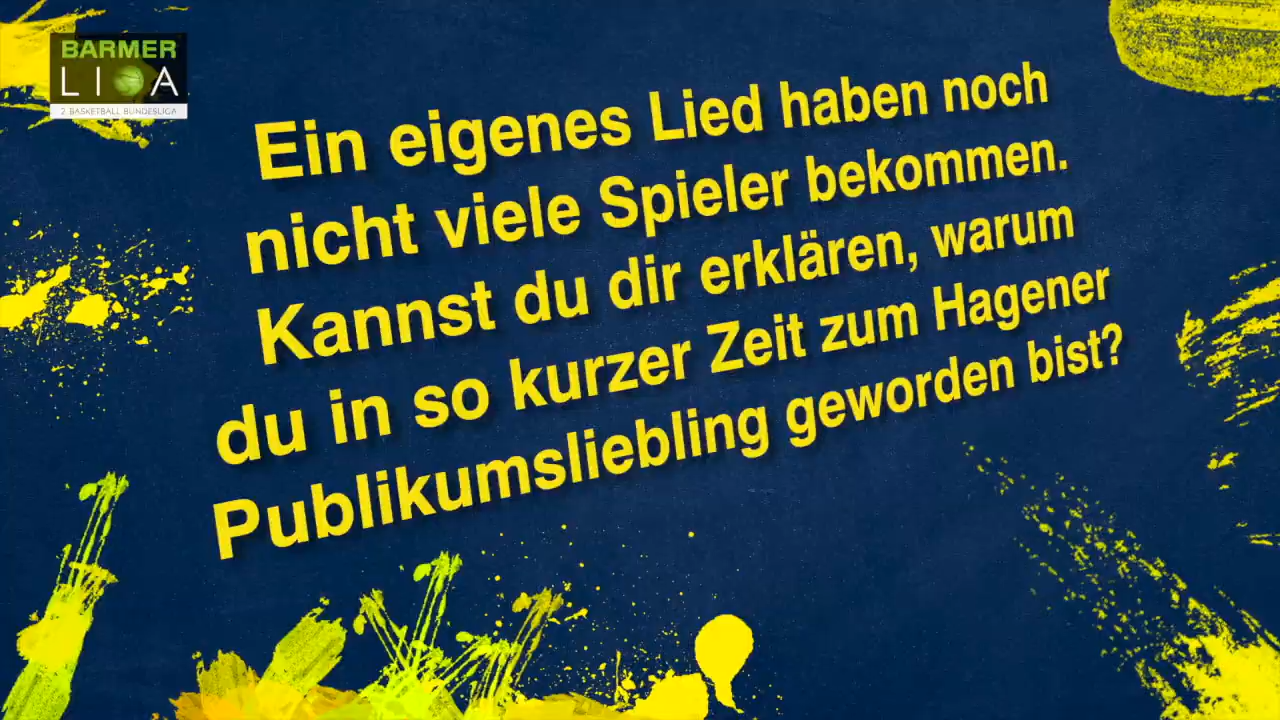 BARMER
LIGA
2. BASKETBALL BUNDESLIGA
Ein eigenes Lied haben noch
nicht viele Spieler bekommen.
Kannst du dir erklären, warum
du in so kurzer Zeit zum Hagener
Publikumsliebling geworden bist?